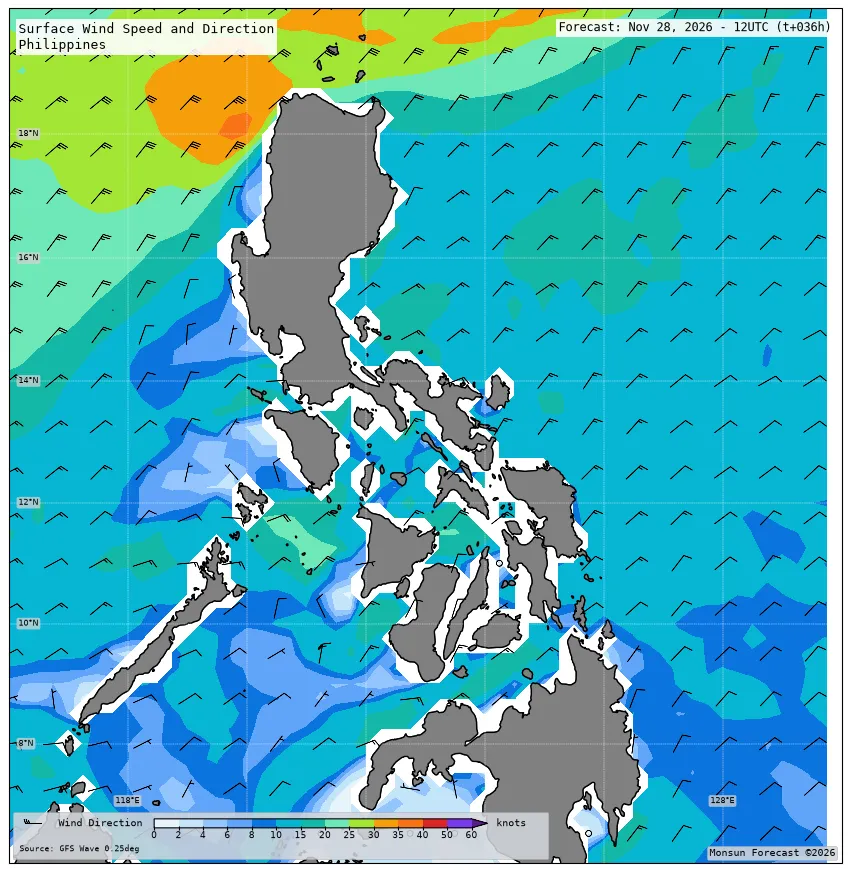 Surface Wind Speed and Direction
Philippines
Forecast: Nov 28, 2026 - 12UTC (t+036h)
18°N
16°N
14°N
12°N
10°N
8°N
118°E
128°E
Wind Direction
0 2 4 6 8 10 15 20 25 30 35 40 50 60 knots
Source: GFS Wave 0.25deg
Monsun Forecast ©2026